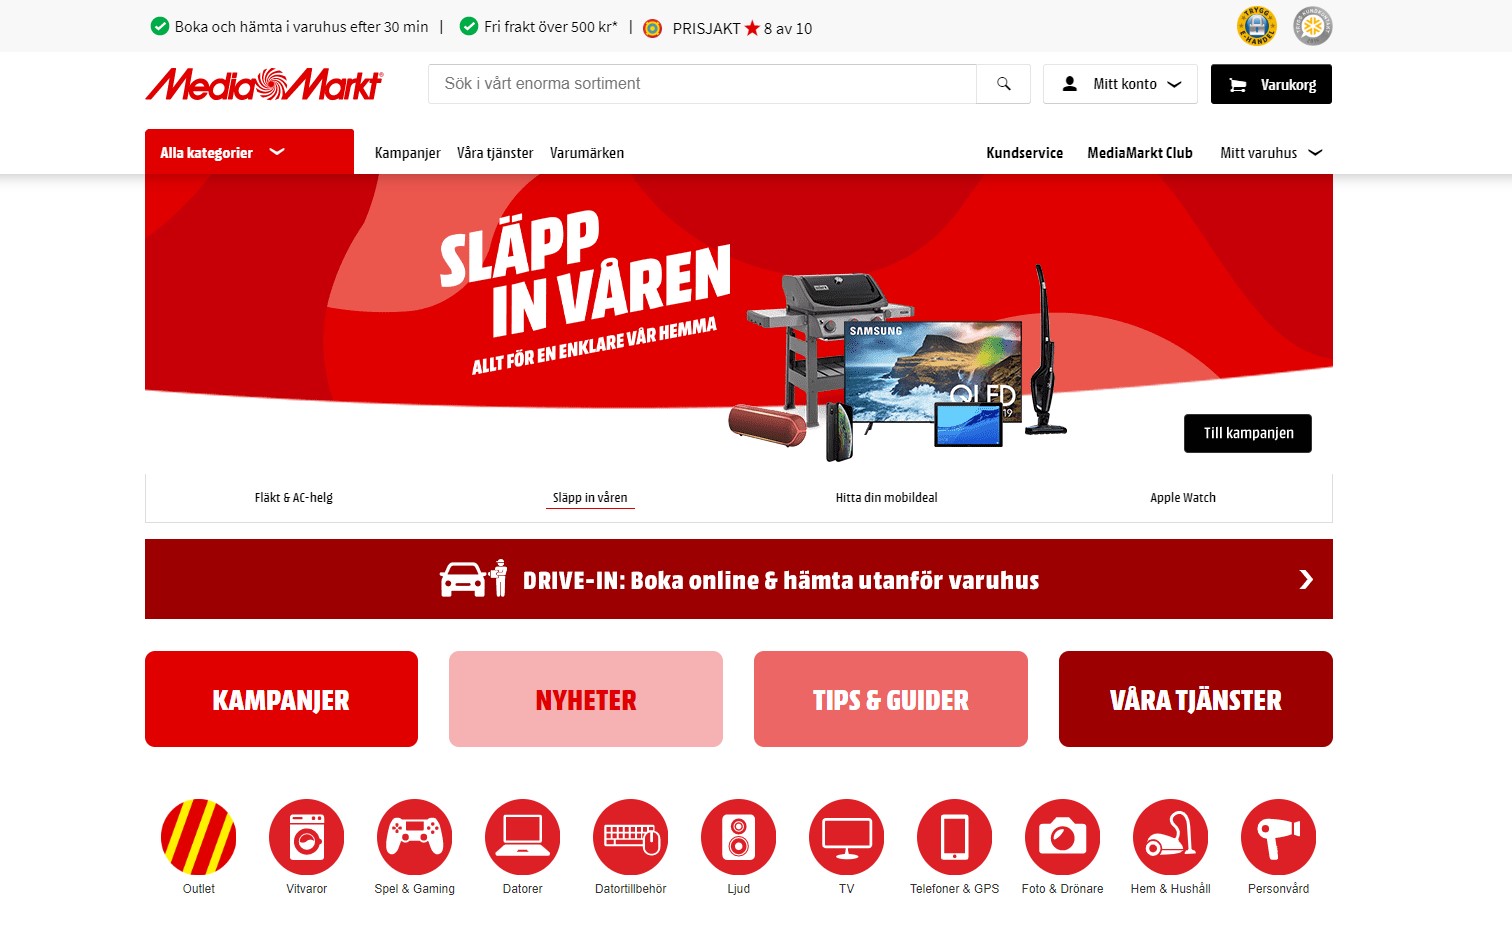 Boka och hämta i varuhus efter 30 min | Fri frakt över 500 kr* | PRISJAKT 8 av 10
TRYGG E-HANDEL
MediaMarkt
Sök i vårt enorma sortiment
Mitt konto
Varukorg
Alla kategorier
Kampanjer
Våra tjänster
Varumärken
Kundservice
MediaMarkt Club
Mitt varuhus
SLÄPP
IN VÅREN
ALLT FÖR EN ENKLARE VÅR HEMMA
SAMSUNG
QLED
19
Till kampanjen
Fläkt & AC-helg
Släpp in våren
Hitta din mobildeal
Apple Watch
DRIVE-IN: Boka online & hämta utanför varuhus
KAMPANJER
NYHETER
TIPS & GUIDER
VÅRA TJÄNSTER
Outlet
Vitvaror
Spel & Gaming
Datorer
Datortillbehör
Ljud
TV
Telefoner & GPS
Foto & Drönare
Hem & Hushåll
Personvård